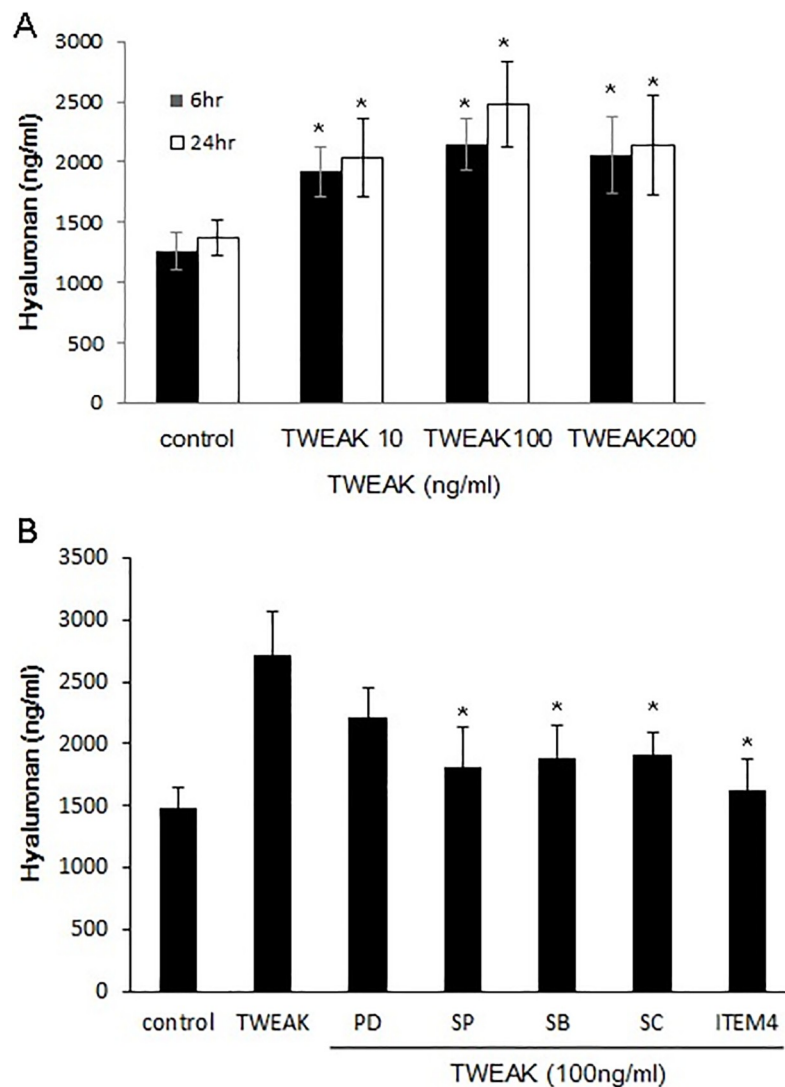 A
Hyaluronan (ng/ml)
3000
2500
2000
1500
1000
500
0
6hr
24hr
* * * * * *
control TWEAK 10 TWEAK100 TWEAK200
TWEAK (ng/ml)
B
Hyaluronan (ng/ml)
3500
3000
2500
2000
1500
1000
500
0
* * * *
control TWEAK PD SP SB SC ITEM4
TWEAK (100ng/ml)